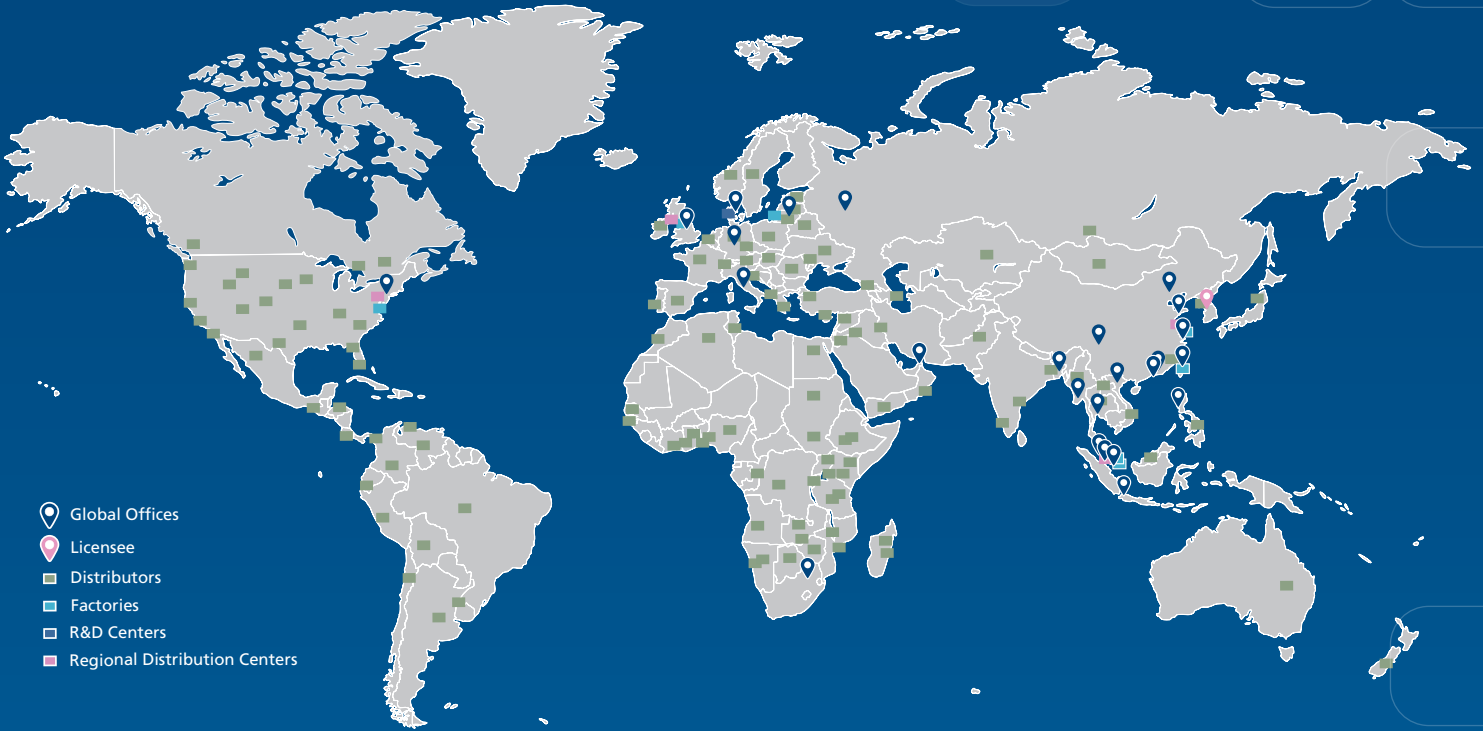 Global Offices
Licensee
Distributors
Factories
R&D Centers
Regional Distribution Centers